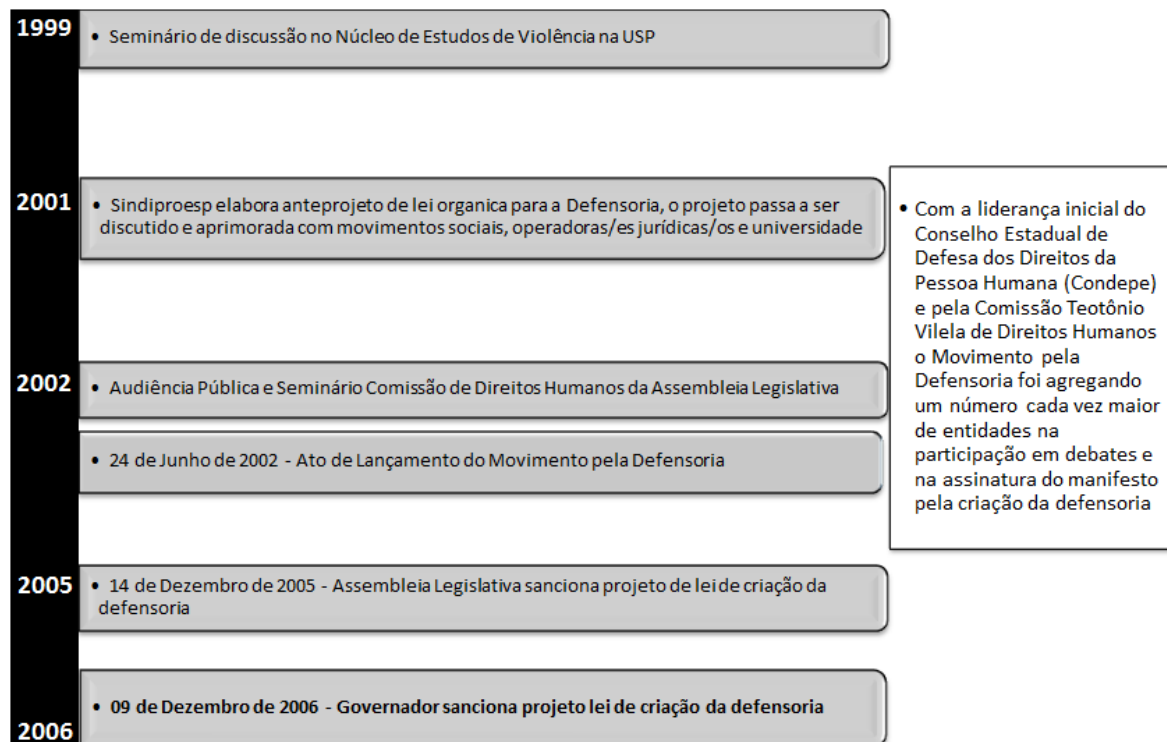 1999
• Seminário de discussão no Núcleo de Estudos de Violência na USP
2001
• Sindiproesp elabora anteprojeto de lei organica para a Defensoria, o projeto passa a ser
discutido e aprimorada com movimentos sociais, operadoras/es jurídicas/os e universidade
2002
• Audiência Pública e Seminário Comissão de Direitos Humanos da Assembleia Legislativa
• 24 de Junho de 2002 - Ato de Lançamento do Movimento pela Defensoria
• Com a liderança inicial do
Conselho Estadual de
Defesa dos Direitos da
Pessoa Humana (Condepe)
e pela Comissão Teotônio
Vilela de Direitos Humanos
o Movimento pela
Defensoria foi agregando
um número cada vez maior
de entidades na
participação em debates e
na assinatura do manifesto
pela criação da defensoria
2005
• 14 de Dezembro de 2005 - Assembleia Legislativa sanciona projeto de lei de criação da
defensoria
2006
• 09 de Dezembro de 2006 - Governador sanciona projeto lei de criação da defensoria